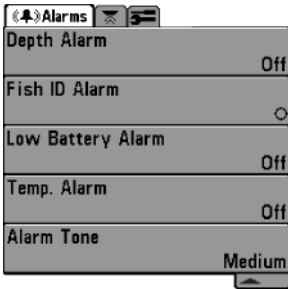 Alarms
Depth Alarm
Off
Fish ID Alarm
Low Battery Alarm
Off
Temp. Alarm
Off
Alarm Tone
Medium